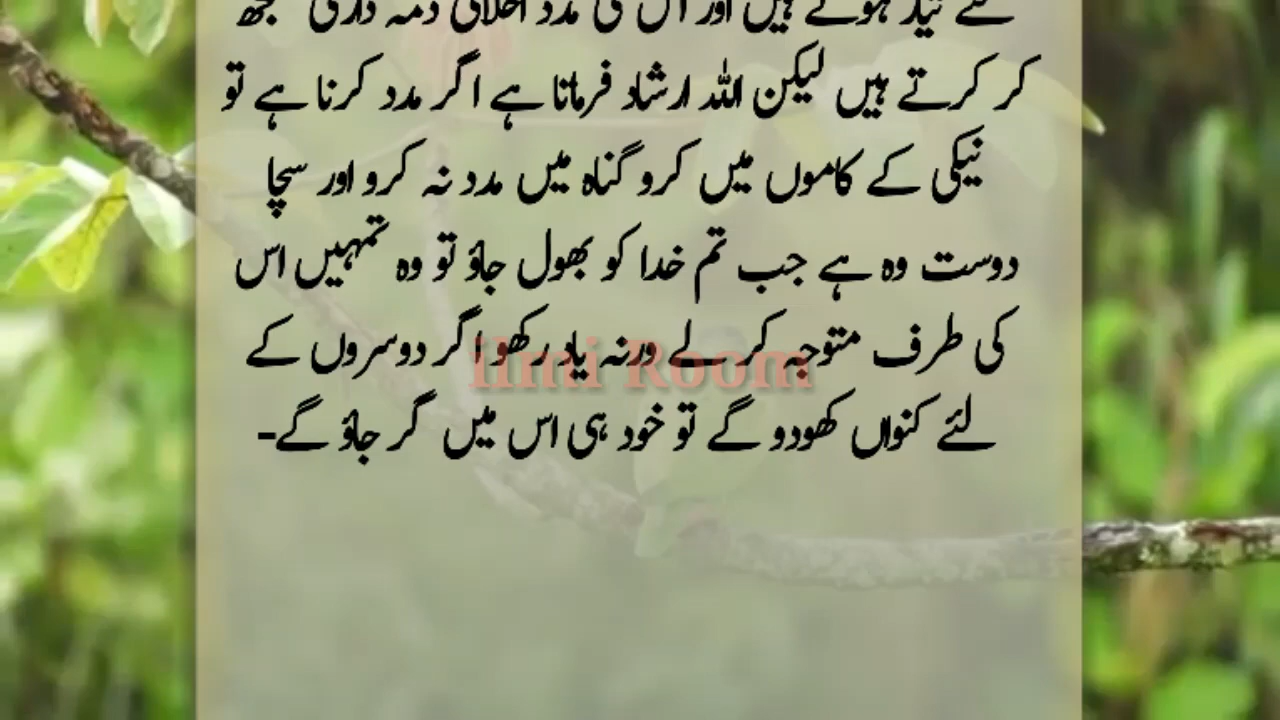 ہوتے ہیں اور اس کی مدد اخلاقی ذمہ داری سمجھ
کر کرتے ہیں لیکن اللہ ارشاد فرماتا ہے اگر مدد کرنا ہے تو
نیکی کے کاموں میں کرو گناہ میں مدد نہ کرو اور سچا
دوست وہ ہے جب تم خدا کو بھول جاؤ تو وہ تمہیں اس
کی طرف متوجہ کر لے ورنہ یاد رکھو اگر دوسروں کے
ilmi Room
لئے کنواں کھودو گے تو خود ہی اس میں گر جاؤ گے-